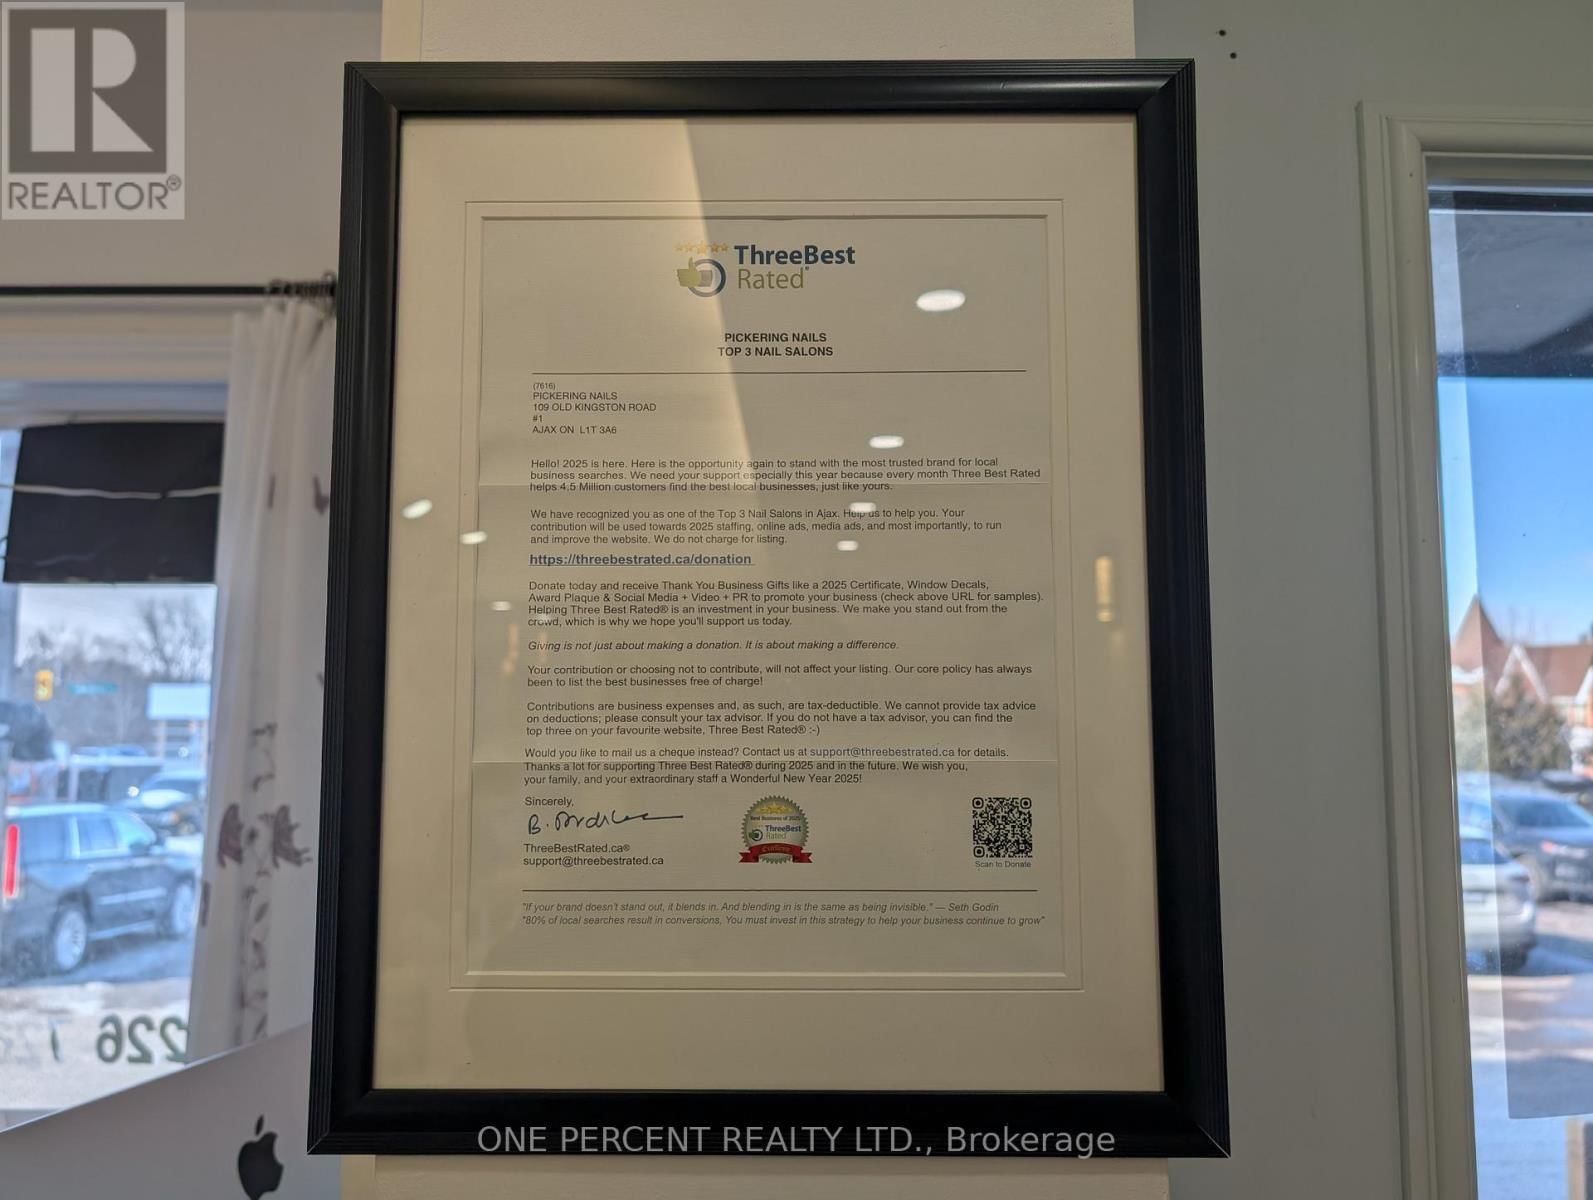 REALTOR®
ThreeBest
Rated®
PICKERING NAILS
TOP 3 NAIL SALONS
(7616)
PICKERING NAILS
109 OLD KINGSTON ROAD
#1
AJAX ON L1T 3A6
Hello! 2025 is here. Here is the opportunity again to stand with the most trusted brand for local
business searches. We need your support especially this year because every month Three Best Rated
helps 4.5 Million customers find the best local businesses, just like yours.
We have recognized you as one of the Top 3 Nail Salons in Ajax. Help us to help you. Your
contribution will be used towards 2025 staffing, online ads, media ads, and most importantly, to run
and improve the website. We do not charge for listing.
https://threebestrated.ca/donation
Donate today and receive Thank You Business Gifts like a 2025 Certificate, Window Decals,
Award Plaque & Social Media + Video + PR to promote your business (check above URL for samples).
Helping Three Best Rated® is an investment in your business. We make you stand out from the
crowd, which is why we hope you'll support us today.
Giving is not just about making a donation. It is about making a difference.
Your contribution or choosing not to contribute, will not affect your listing. Our core policy has always
been to list the best businesses free of charge!
Contributions are business expenses and, as such, are tax-deductible. We cannot provide tax advice
on deductions; please consult your tax advisor. If you do not have a tax advisor, you can find the
top three on your favourite website, Three Best Rated® :-)
Would you like to mail us a cheque instead? Contact us at support@threebestrated.ca for details.
Thanks a lot for supporting Three Best Rated® during 2025 and in the future. We wish you,
your family, and your extraordinary staff a Wonderful New Year 2025!
Sincerely,
B.
ThreeBestRated.ca®
support@threebestrated.ca
Best Business of 2025
ThreeBest
Rated
Excellence
Scan to Donate
"If your brand doesn't stand out, it blends in. And blending in is the same as being invisible." — Seth Godin
"80% of local searches result in conversions, You must invest in this strategy to help your business continue to grow"
226
ONE PERCENT REALTY LTD., Brokerage